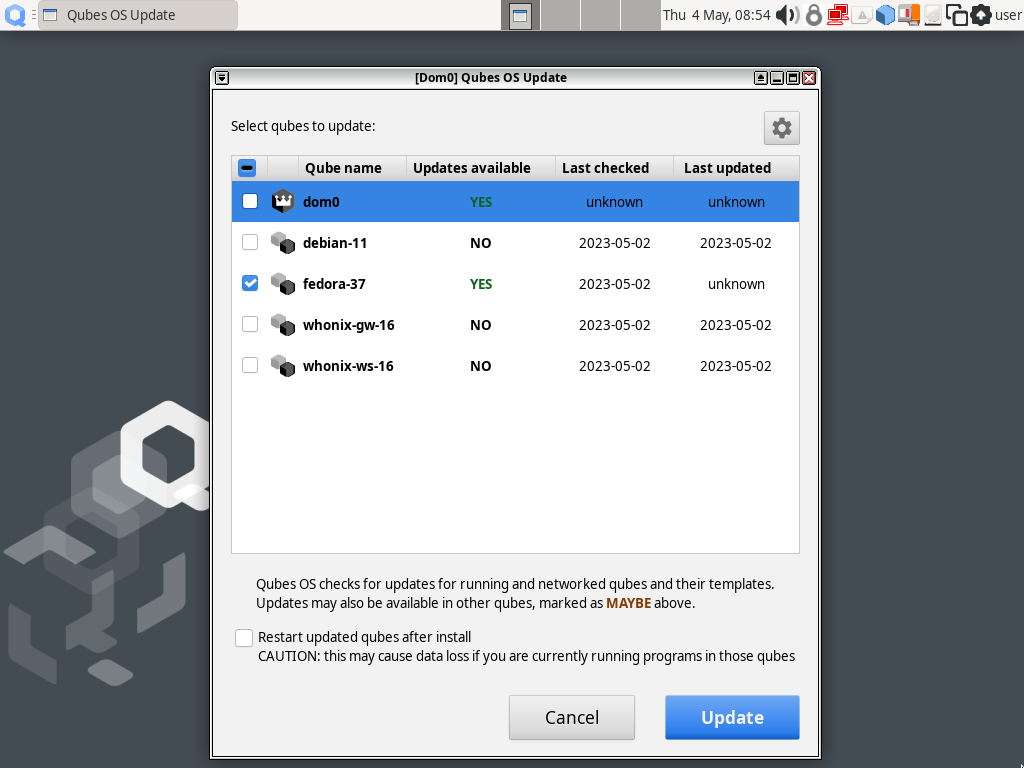 Qubes OS Update
Thu 4 May, 08:54
user
[Dom0] Qubes OS Update
Select qubes to update:
Qube name Updates available Last checked Last updated
dom0 YES unknown unknown
debian-11 NO 2023-05-02 2023-05-02
fedora-37 YES 2023-05-02 unknown
whonix-gw-16 NO 2023-05-02 2023-05-02
whonix-ws-16 NO 2023-05-02 2023-05-02
Qubes OS checks for updates for running and networked qubes and their templates.
Updates may also be available in other qubes, marked as MAYBE above.
Restart updated qubes after install
CAUTION: this may cause data loss if you are currently running programs in those qubes
Cancel
Update